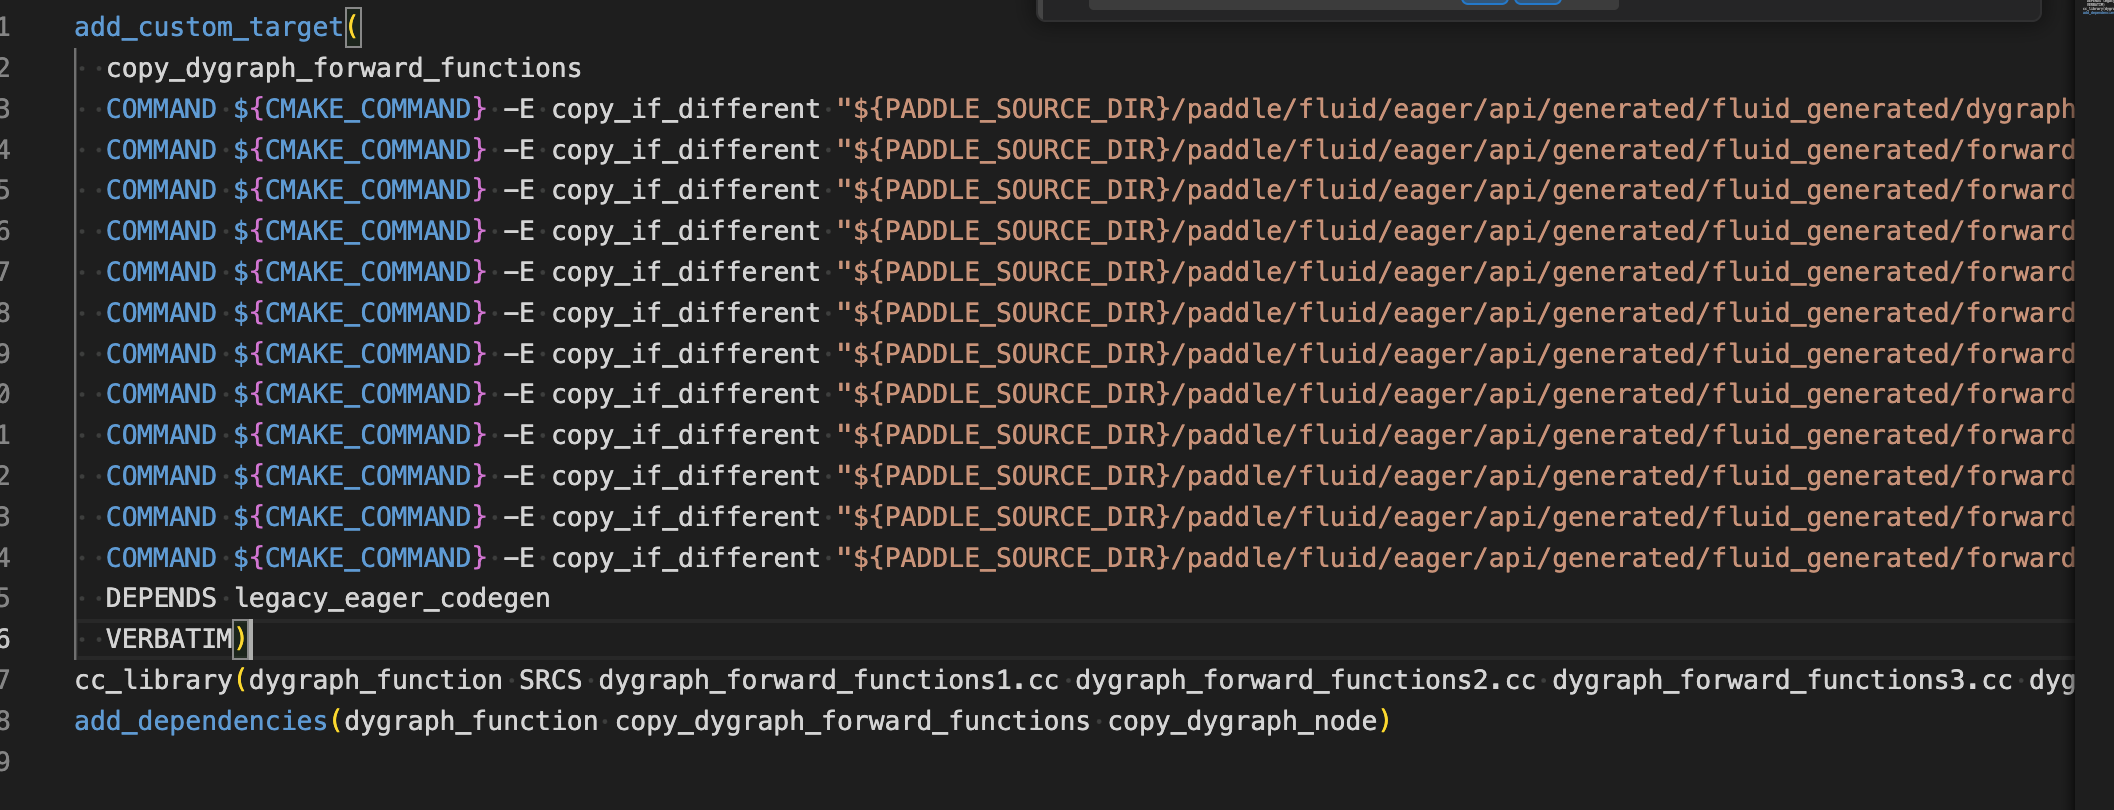 1 add_custom_target(
2 copy_dygraph_forward_functions
3 COMMAND ${CMAKE_COMMAND} -E copy_if_different "${PADDLE_SOURCE_DIR}/paddle/fluid/eager/api/generated/fluid_generated/dygraph
4 COMMAND ${CMAKE_COMMAND} -E copy_if_different "${PADDLE_SOURCE_DIR}/paddle/fluid/eager/api/generated/fluid_generated/forward
5 COMMAND ${CMAKE_COMMAND} -E copy_if_different "${PADDLE_SOURCE_DIR}/paddle/fluid/eager/api/generated/fluid_generated/forward
6 COMMAND ${CMAKE_COMMAND} -E copy_if_different "${PADDLE_SOURCE_DIR}/paddle/fluid/eager/api/generated/fluid_generated/forward
7 COMMAND ${CMAKE_COMMAND} -E copy_if_different "${PADDLE_SOURCE_DIR}/paddle/fluid/eager/api/generated/fluid_generated/forward
8 COMMAND ${CMAKE_COMMAND} -E copy_if_different "${PADDLE_SOURCE_DIR}/paddle/fluid/eager/api/generated/fluid_generated/forward
9 COMMAND ${CMAKE_COMMAND} -E copy_if_different "${PADDLE_SOURCE_DIR}/paddle/fluid/eager/api/generated/fluid_generated/forward
0 COMMAND ${CMAKE_COMMAND} -E copy_if_different "${PADDLE_SOURCE_DIR}/paddle/fluid/eager/api/generated/fluid_generated/forward
1 COMMAND ${CMAKE_COMMAND} -E copy_if_different "${PADDLE_SOURCE_DIR}/paddle/fluid/eager/api/generated/fluid_generated/forward
2 COMMAND ${CMAKE_COMMAND} -E copy_if_different "${PADDLE_SOURCE_DIR}/paddle/fluid/eager/api/generated/fluid_generated/forward
3 COMMAND ${CMAKE_COMMAND} -E copy_if_different "${PADDLE_SOURCE_DIR}/paddle/fluid/eager/api/generated/fluid_generated/forward
4 COMMAND ${CMAKE_COMMAND} -E copy_if_different "${PADDLE_SOURCE_DIR}/paddle/fluid/eager/api/generated/fluid_generated/forward
5 DEPENDS legacy_eager_codegen
6 VERBATIM)
7 cc_library(dygraph_function SRCS dygraph_forward_functions1.cc dygraph_forward_functions2.cc dygraph_forward_functions3.cc dyg
8 add_dependencies(dygraph_function copy_dygraph_forward_functions copy_dygraph_node)
9